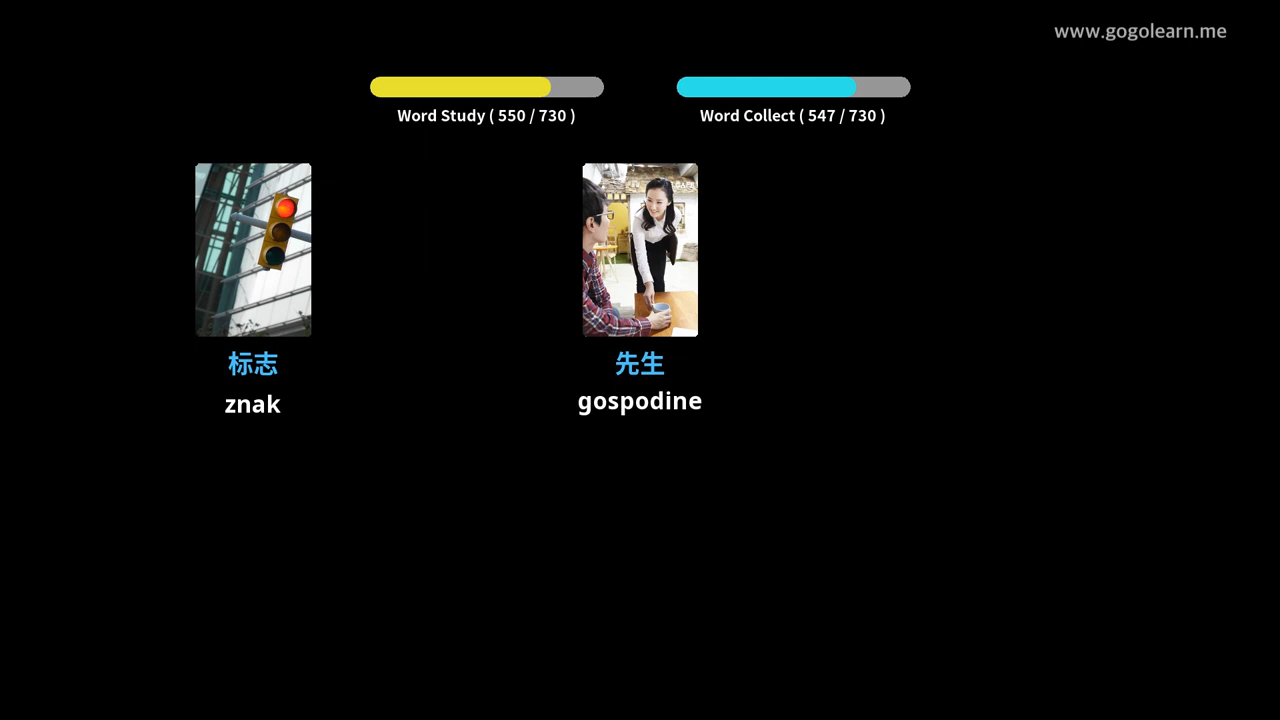 www.gogolearn.me
Word Study ( 550 / 730 )
Word Collect ( 547 / 730 )
标志
先生
znak
gospodine